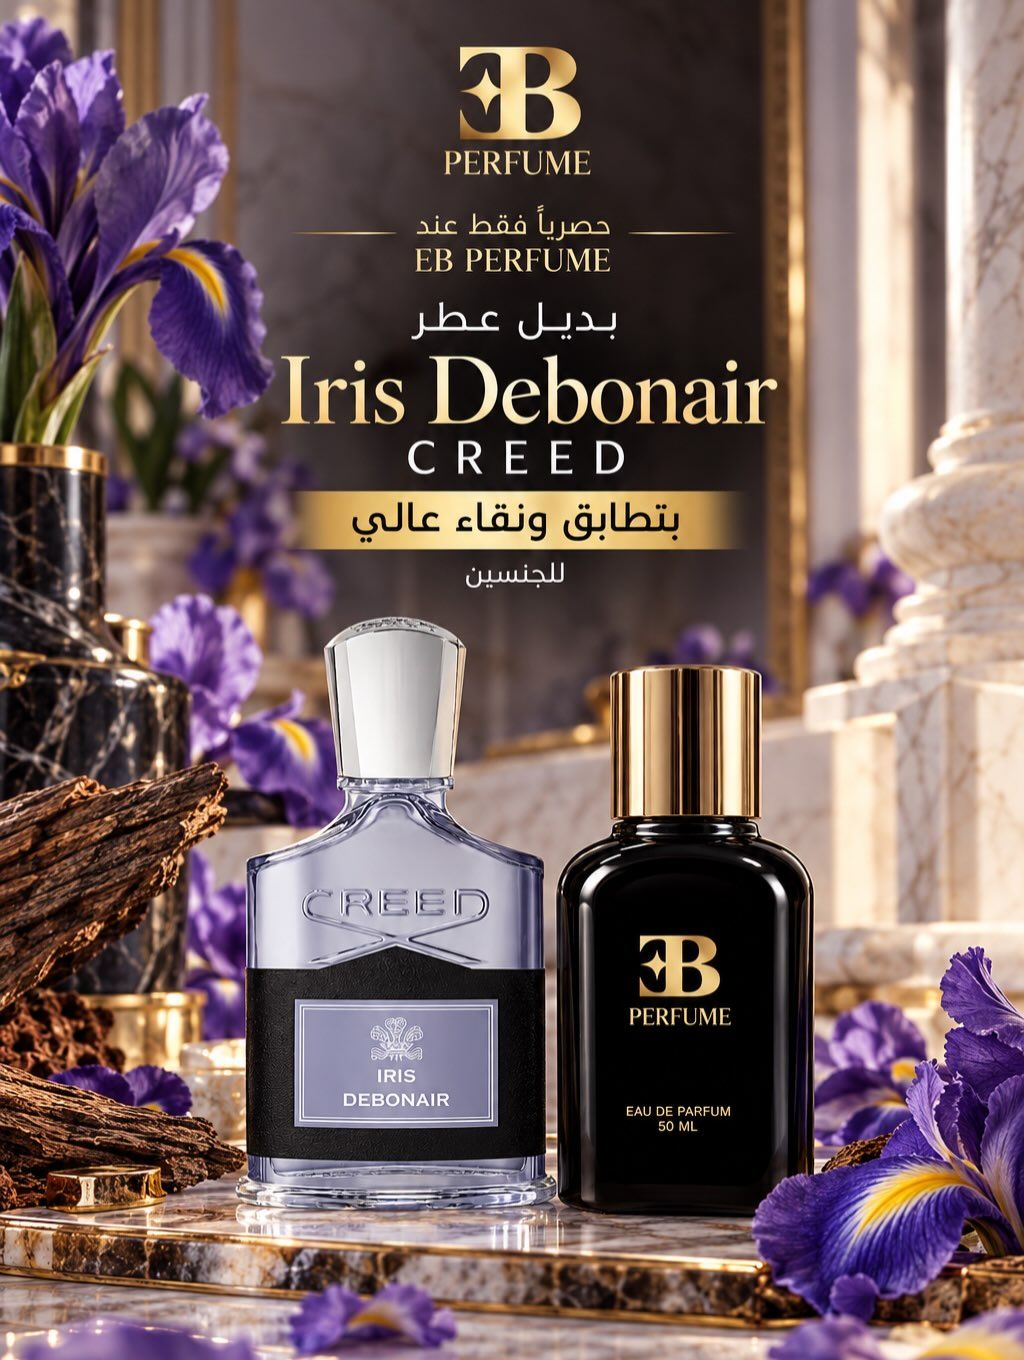 EB
PERFUME
حصرياً فقط عند
EB PERFUME
بديل عطر
Iris Debonair
CREED
بتطابق ونقاء عالي
للجنسين
CREED
IRIS
DEBONAIR
EB
PERFUME
EAU DE PARFUM
50 ML